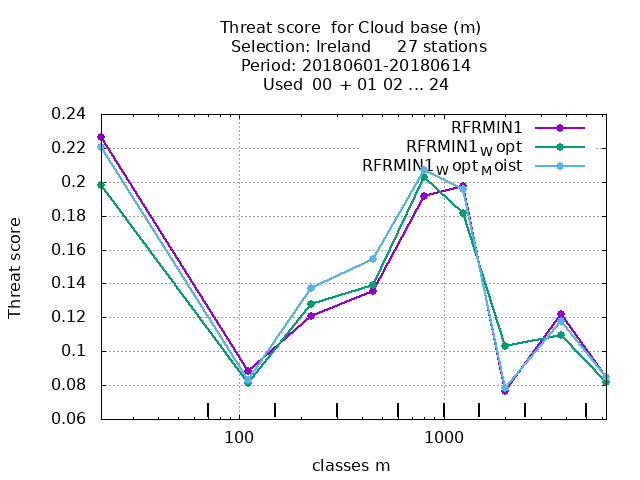 Threat score for Cloud base (m)
Selection: Ireland 27 stations
Period: 20180601-20180614
Used 00 + 01 02 ... 24
RFRMIN1
RFRMIN1_W opt
RFRMIN1_W opt_M oist
0.24
0.22
0.2
0.18
0.16
0.14
0.12
0.1
0.08
0.06
Threat score
100 1000
classes m